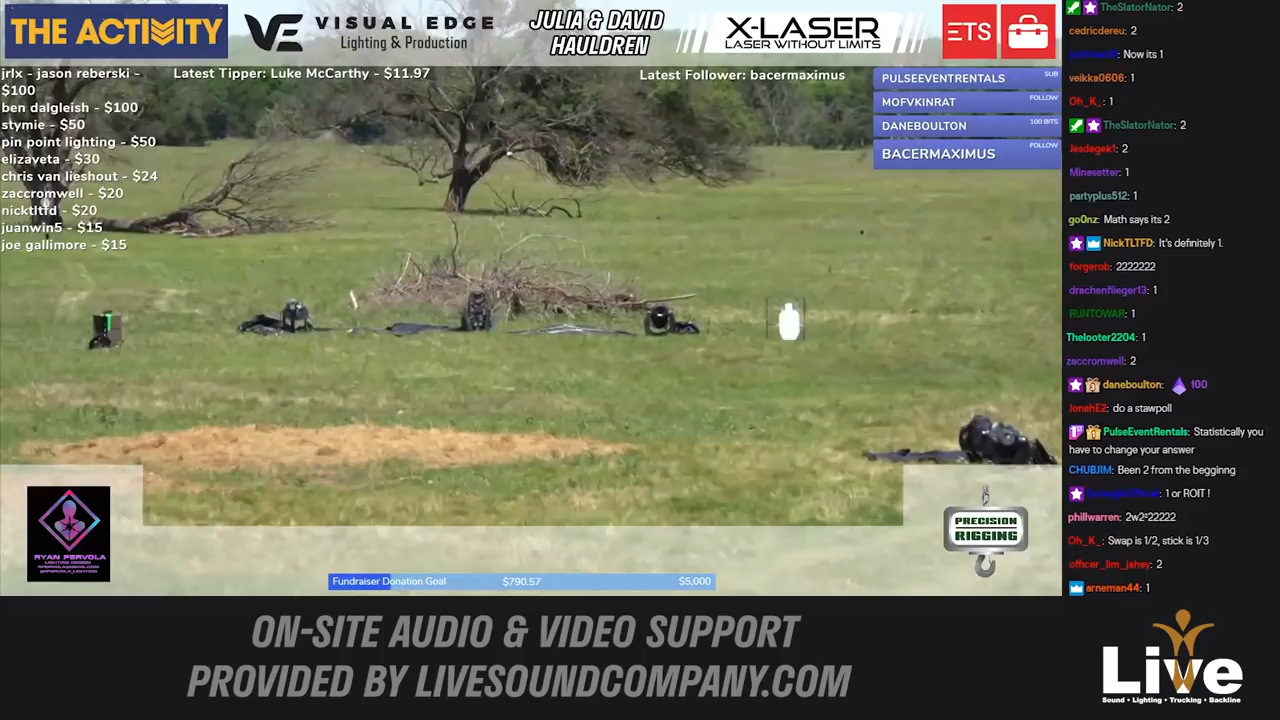 THE ACTIVITY
VE VISUAL EDGE
Lighting & Production
JULIA & DAVID
HAULDREN
X-LASER
LASER WITHOUT LIMITS
ETS
jrlx - jason reberski -
$100
ben dalgleish - $100
stymie - $50
pin point lighting - $50
elizaveta - $30
chris van lieshout - $24
zaccromwell - $20
nicktltfd - $20
juanwin5 - $15
joe gallimore - $15
Latest Tipper: Luke McCarthy - $11.97
Latest Follower: bacermaximus
PULSEEVENTRENTALS SUB
MOFVKINRAT FOLLOW
DANEBOULTON 100 BITS
BACERMAXIMUS FOLLOW
RYAN PERVOLA
LIGHTING DESIGN
PRECISION
RIGGING
Fundraiser Donation Goal $790.57 $5,000
TheSlatorNator: 2
cedricdereu: 2
: Now its 1
veikka0606: 1
Oh_K_: 1
TheSlatorNator: 2
Jesdegek1: 2
Minesetter: 1
partyplus512: 1
go0nz: Math says its 2
NickTLTFD: It's definitely 1.
forgerob: 2222222
drachenflieger13: 1
RUNTOWAR: 1
Thelooter2204: 1
zaccromwell: 2
daneboulton: 100
JonahE2: do a stawpoll
PulseEventRentals: Statistically you
have to change your answer
CHUBJIM: Been 2 from the begginng
: 1 or ROIT !
phillwarren: 2w2"22222
Oh_K_: Swap is 1/2, stick is 1/3
officer_lim_jahey: 2
arneman44: 1
ON-SITE AUDIO & VIDEO SUPPORT
PROVIDED BY LIVESOUNDCOMPANY.COM
Live
Sound • Lighting • Trucking • Backline